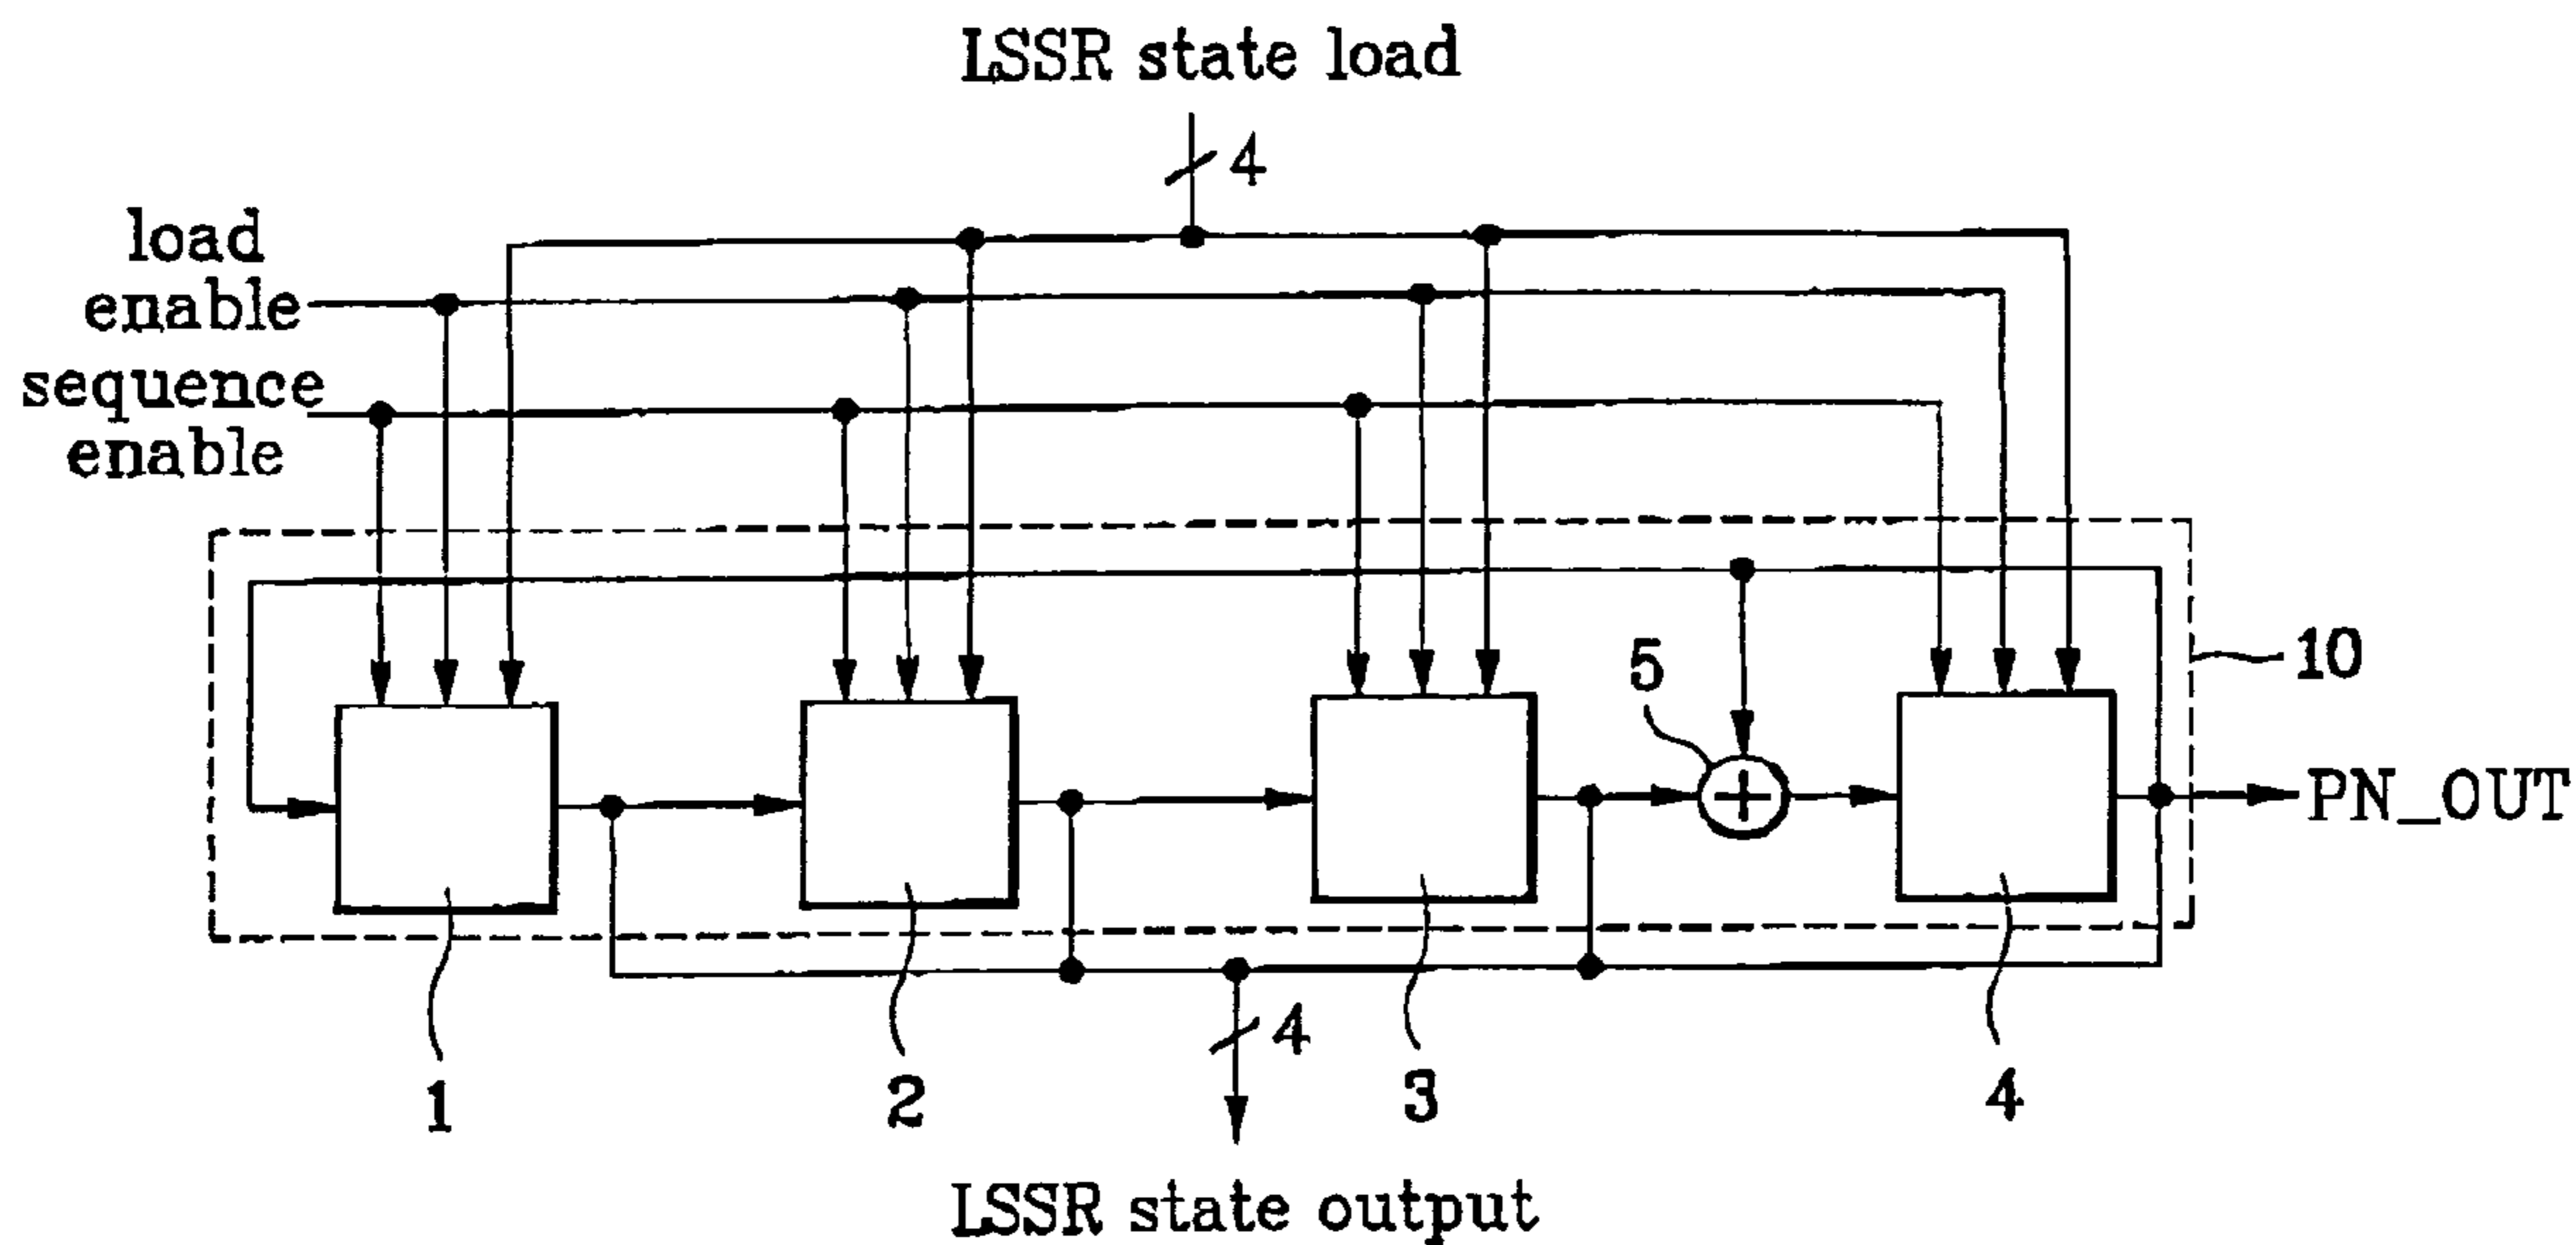 LSSR state load
4
load
enable
sequence
enable
10
5
PN_OUT
1
2
3
4
4
LSSR state output